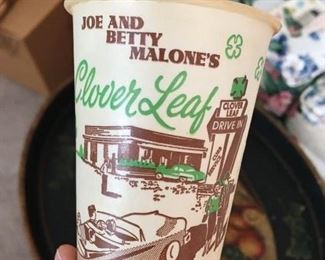 JOE AND
BETTY
MALONE'S
Clover Leaf
CLOVER
LEAF
DRIVE IN